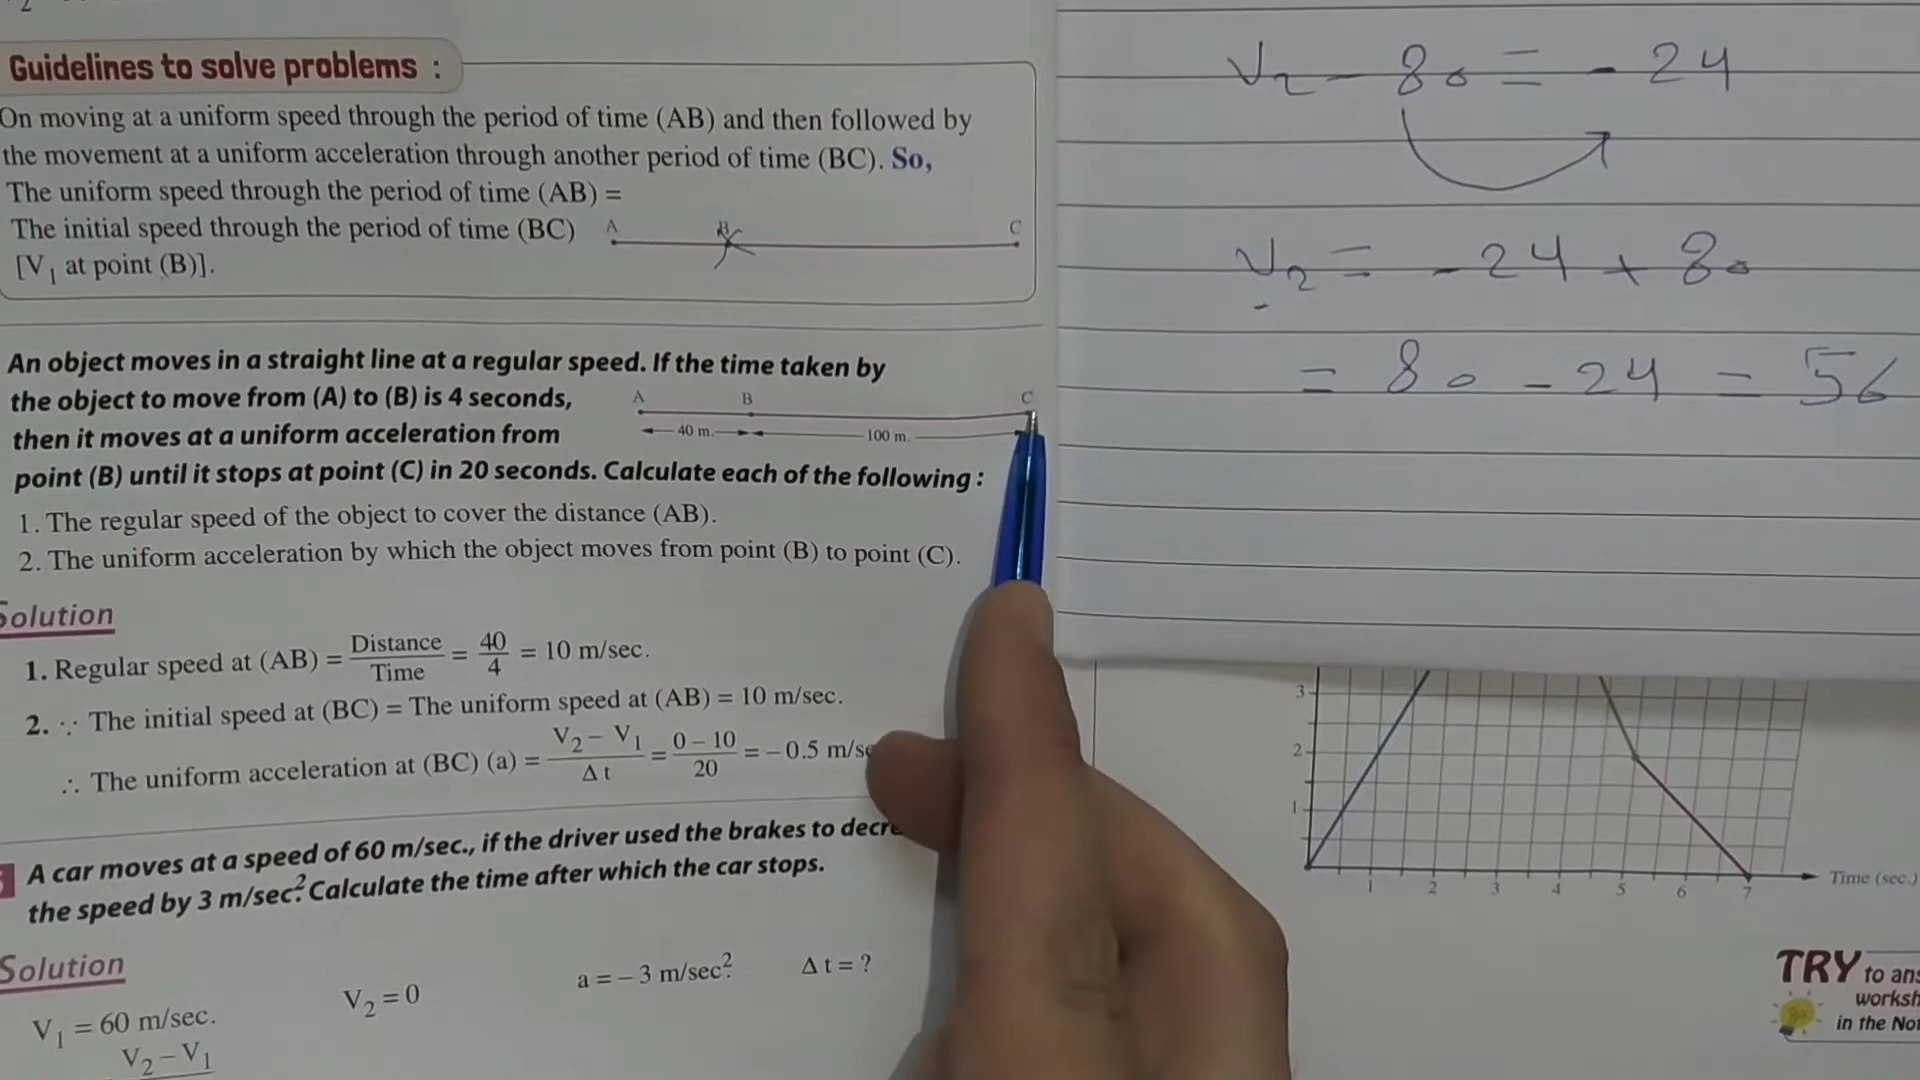 Guidelines to solve problems :
On moving at a uniform speed through the period of time (AB) and then followed by
the movement at a uniform acceleration through another period of time (BC). So,
The uniform speed through the period of time (AB) =
The initial speed through the period of time (BC)
[V₁ at point (B)].
A B C
An object moves in a straight line at a regular speed. If the time taken by
the object to move from (A) to (B) is 4 seconds,
then it moves at a uniform acceleration from
point (B) until it stops at point (C) in 20 seconds. Calculate each of the following :
A B C
40 m. 100 m.
1. The regular speed of the object to cover the distance (AB).
2. The uniform acceleration by which the object moves from point (B) to point (C).
Solution
1. Regular speed at (AB) = Distance / Time = 40 / 4 = 10 m/sec.
2. ∵ The initial speed at (BC) = The uniform speed at (AB) = 10 m/sec.
∴ The uniform acceleration at (BC) (a) = V₂ – V₁ / Δt = 0 – 10 / 20 = – 0.5 m/s
A car moves at a speed of 60 m/sec., if the driver used the brakes to
the speed by 3 m/sec². Calculate the time after which the car stops.
Solution
V₁ = 60 m/sec. V₂ = 0 a = – 3 m/sec². Δt = ?
V₂ – V₁
V₂ – 80 = – 24
V₂ = – 24 + 80
= 80 – 24 = 56
3
2
1
1 2 3 4 5 6 7
Time (sec.)
TRY to
in the